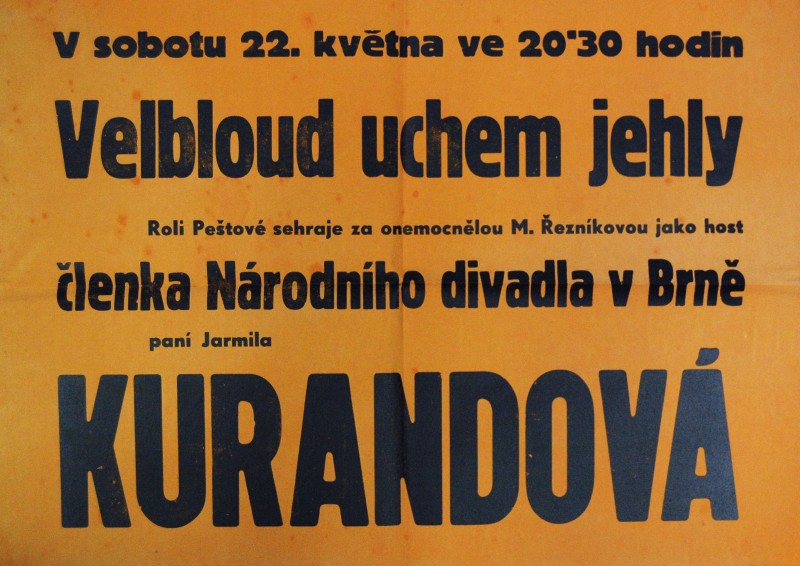 V sobotu 22. května ve 20'30 hodin
Velbloud uchem jehly
Roli Peštové sehraje za onemocnělou M. Řezníkovou jako host
členka Národního divadla v Brně
paní Jarmila
KURANDOVÁ